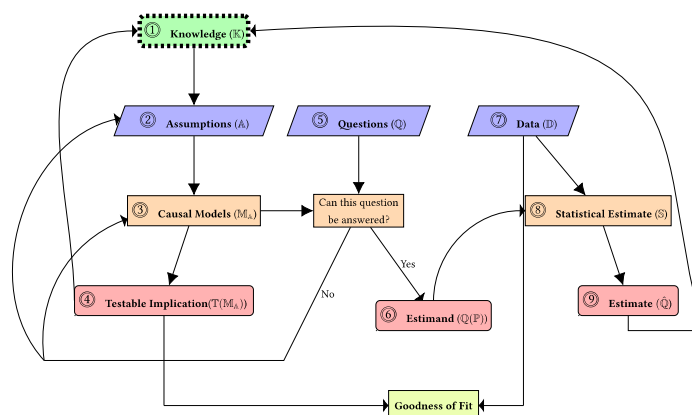 ① Knowledge (𝕂)
② Assumptions (𝔸)
⑤ Questions (ℚ)
⑦ Data (𝔻)
③ Causal Models (𝕄𝔸)
Can this question
be answered?
⑧ Statistical Estimate (𝕊)
Yes
No
④ Testable Implication(𝕋(𝕄𝔸))
⑥ Estimand (ℚ(ℙ))
⑨ Estimate (ℚ̂)
Goodness of Fit